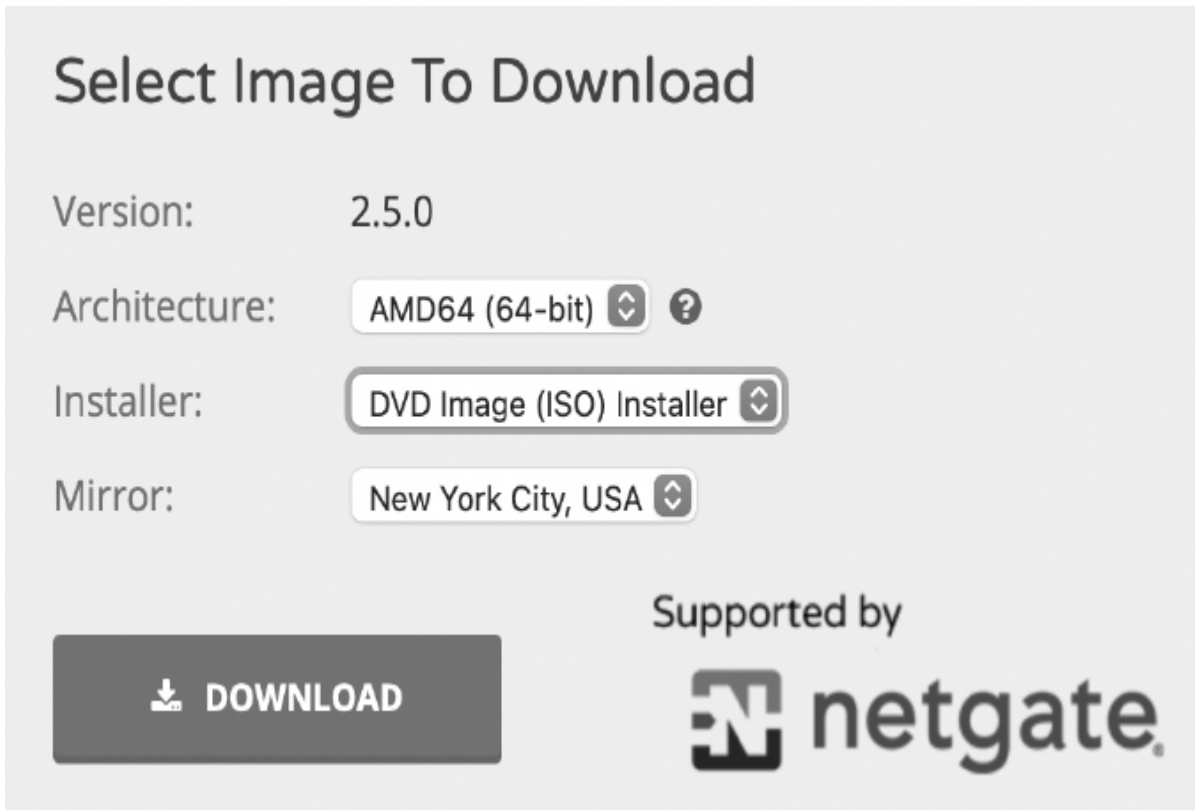 Select Image To Download
Version: 2.5.0
Architecture: AMD64 (64-bit)
Installer: DVD Image (ISO) Installer
Mirror: New York City, USA
Supported by
DOWNLOAD
netgate